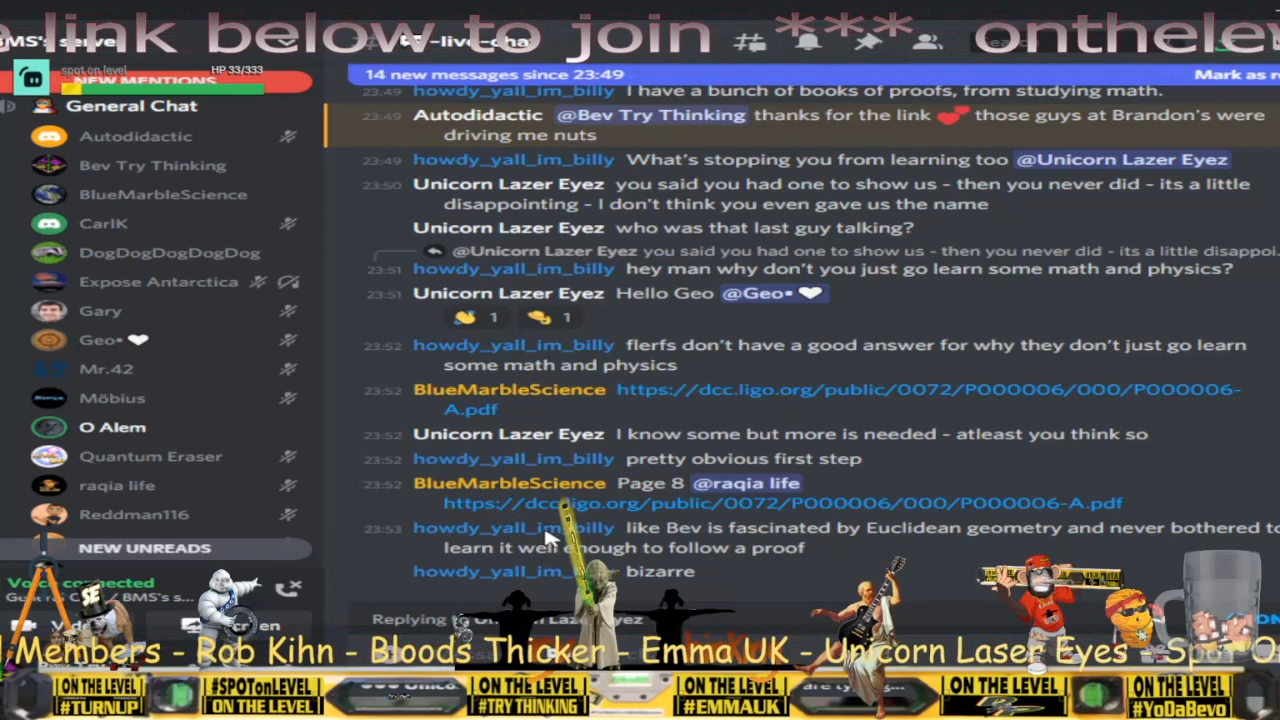 link below to join *** onthele
BMS's serve
-live-cha
spot on level HP 33/333
NEW MENTIONS
General Chat
Autodidactic
Bev Try Thinking
BlueMarbleScience
CarlK
DogDogDogDogDog
Expose Antarctica
Gary
Geo•
Mr.42
Möbius
O Alem
Quantum Eraser
raqia life
Reddman116
NEW UNREADS
Voice connected
/ BMS's s...
14 new messages since 23:49 Mark as r
23:49 howdy_yall_im_billy I have a bunch of books of proofs, from studying math.
23:49 Autodidactic @Bev Try Thinking thanks for the link 💕 those guys at Brandon's were
driving me nuts
23:49 howdy_yall_im_billy What's stopping you from learning too @Unicorn Lazer Eyez
23:50 Unicorn Lazer Eyez you said you had one to show us - then you never did - its a little
disappointing - I don't think you even gave us the name
Unicorn Lazer Eyez who was that last guy talking?
@Unicorn Lazer Eyez you said you had one to show us - then you never did - its a little disappoi..
23:51 howdy_yall_im_billy hey man why don't you just go learn some math and physics?
23:51 Unicorn Lazer Eyez Hello Geo @Geo• 🤍
1 1
23:52 howdy_yall_im_billy flerfs don't have a good answer for why they don't just go learn
some math and physics
23:52 BlueMarbleScience https://dcc.ligo.org/public/0072/P000006/000/P000006-
A.pdf
23:52 Unicorn Lazer Eyez I know some but more is needed - atleast you think so
23:52 howdy_yall_im_billy pretty obvious first step
23:52 BlueMarbleScience Page 8 @raqia life
https://dcc.ligo.org/public/0072/P000006/000/P000006-A.pdf
23:53 howdy_yall_im_billy like Bev is fascinated by Euclidean geometry and never bothered to
learn it well enough to follow a proof
howdy_yall_im_ bizarre
Replying to
Members - Rob Kihn - Bloods Thicker - Emma UK - Unicorn Laser Eyes - Spot O
ON THE LEVEL #TURNUP
#SPOTonLEVEL ON THE LEVEL
ON THE LEVEL #TRY THINKING
ON THE LEVEL #EMMAUK
ON THE LEVEL
ON THE LEVEL #YoDaBevo